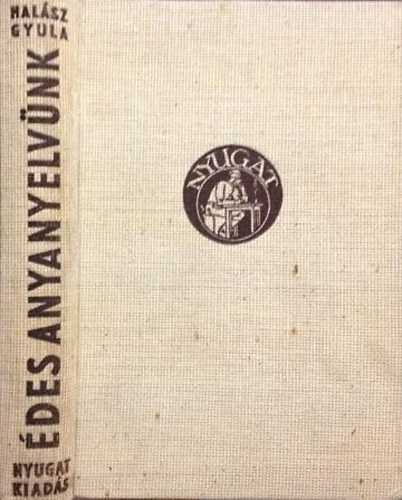 HALÁSZ
GYULA
ÉDES ANYANYELVÜNK
NYUGAT
KIADÁS
NYUGAT